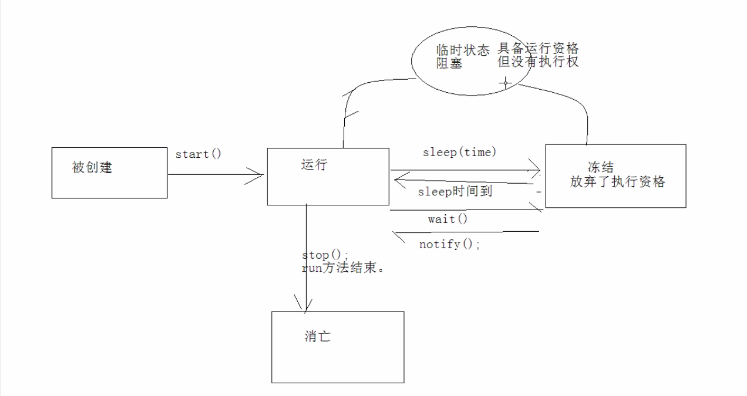 临时状态
阻塞
具备运行资格
但没有执行权
被创建
start()
运行
sleep(time)
sleep时间到
wait()
notify();
冻结
放弃了执行资格
stop();
run方法结束。
消亡